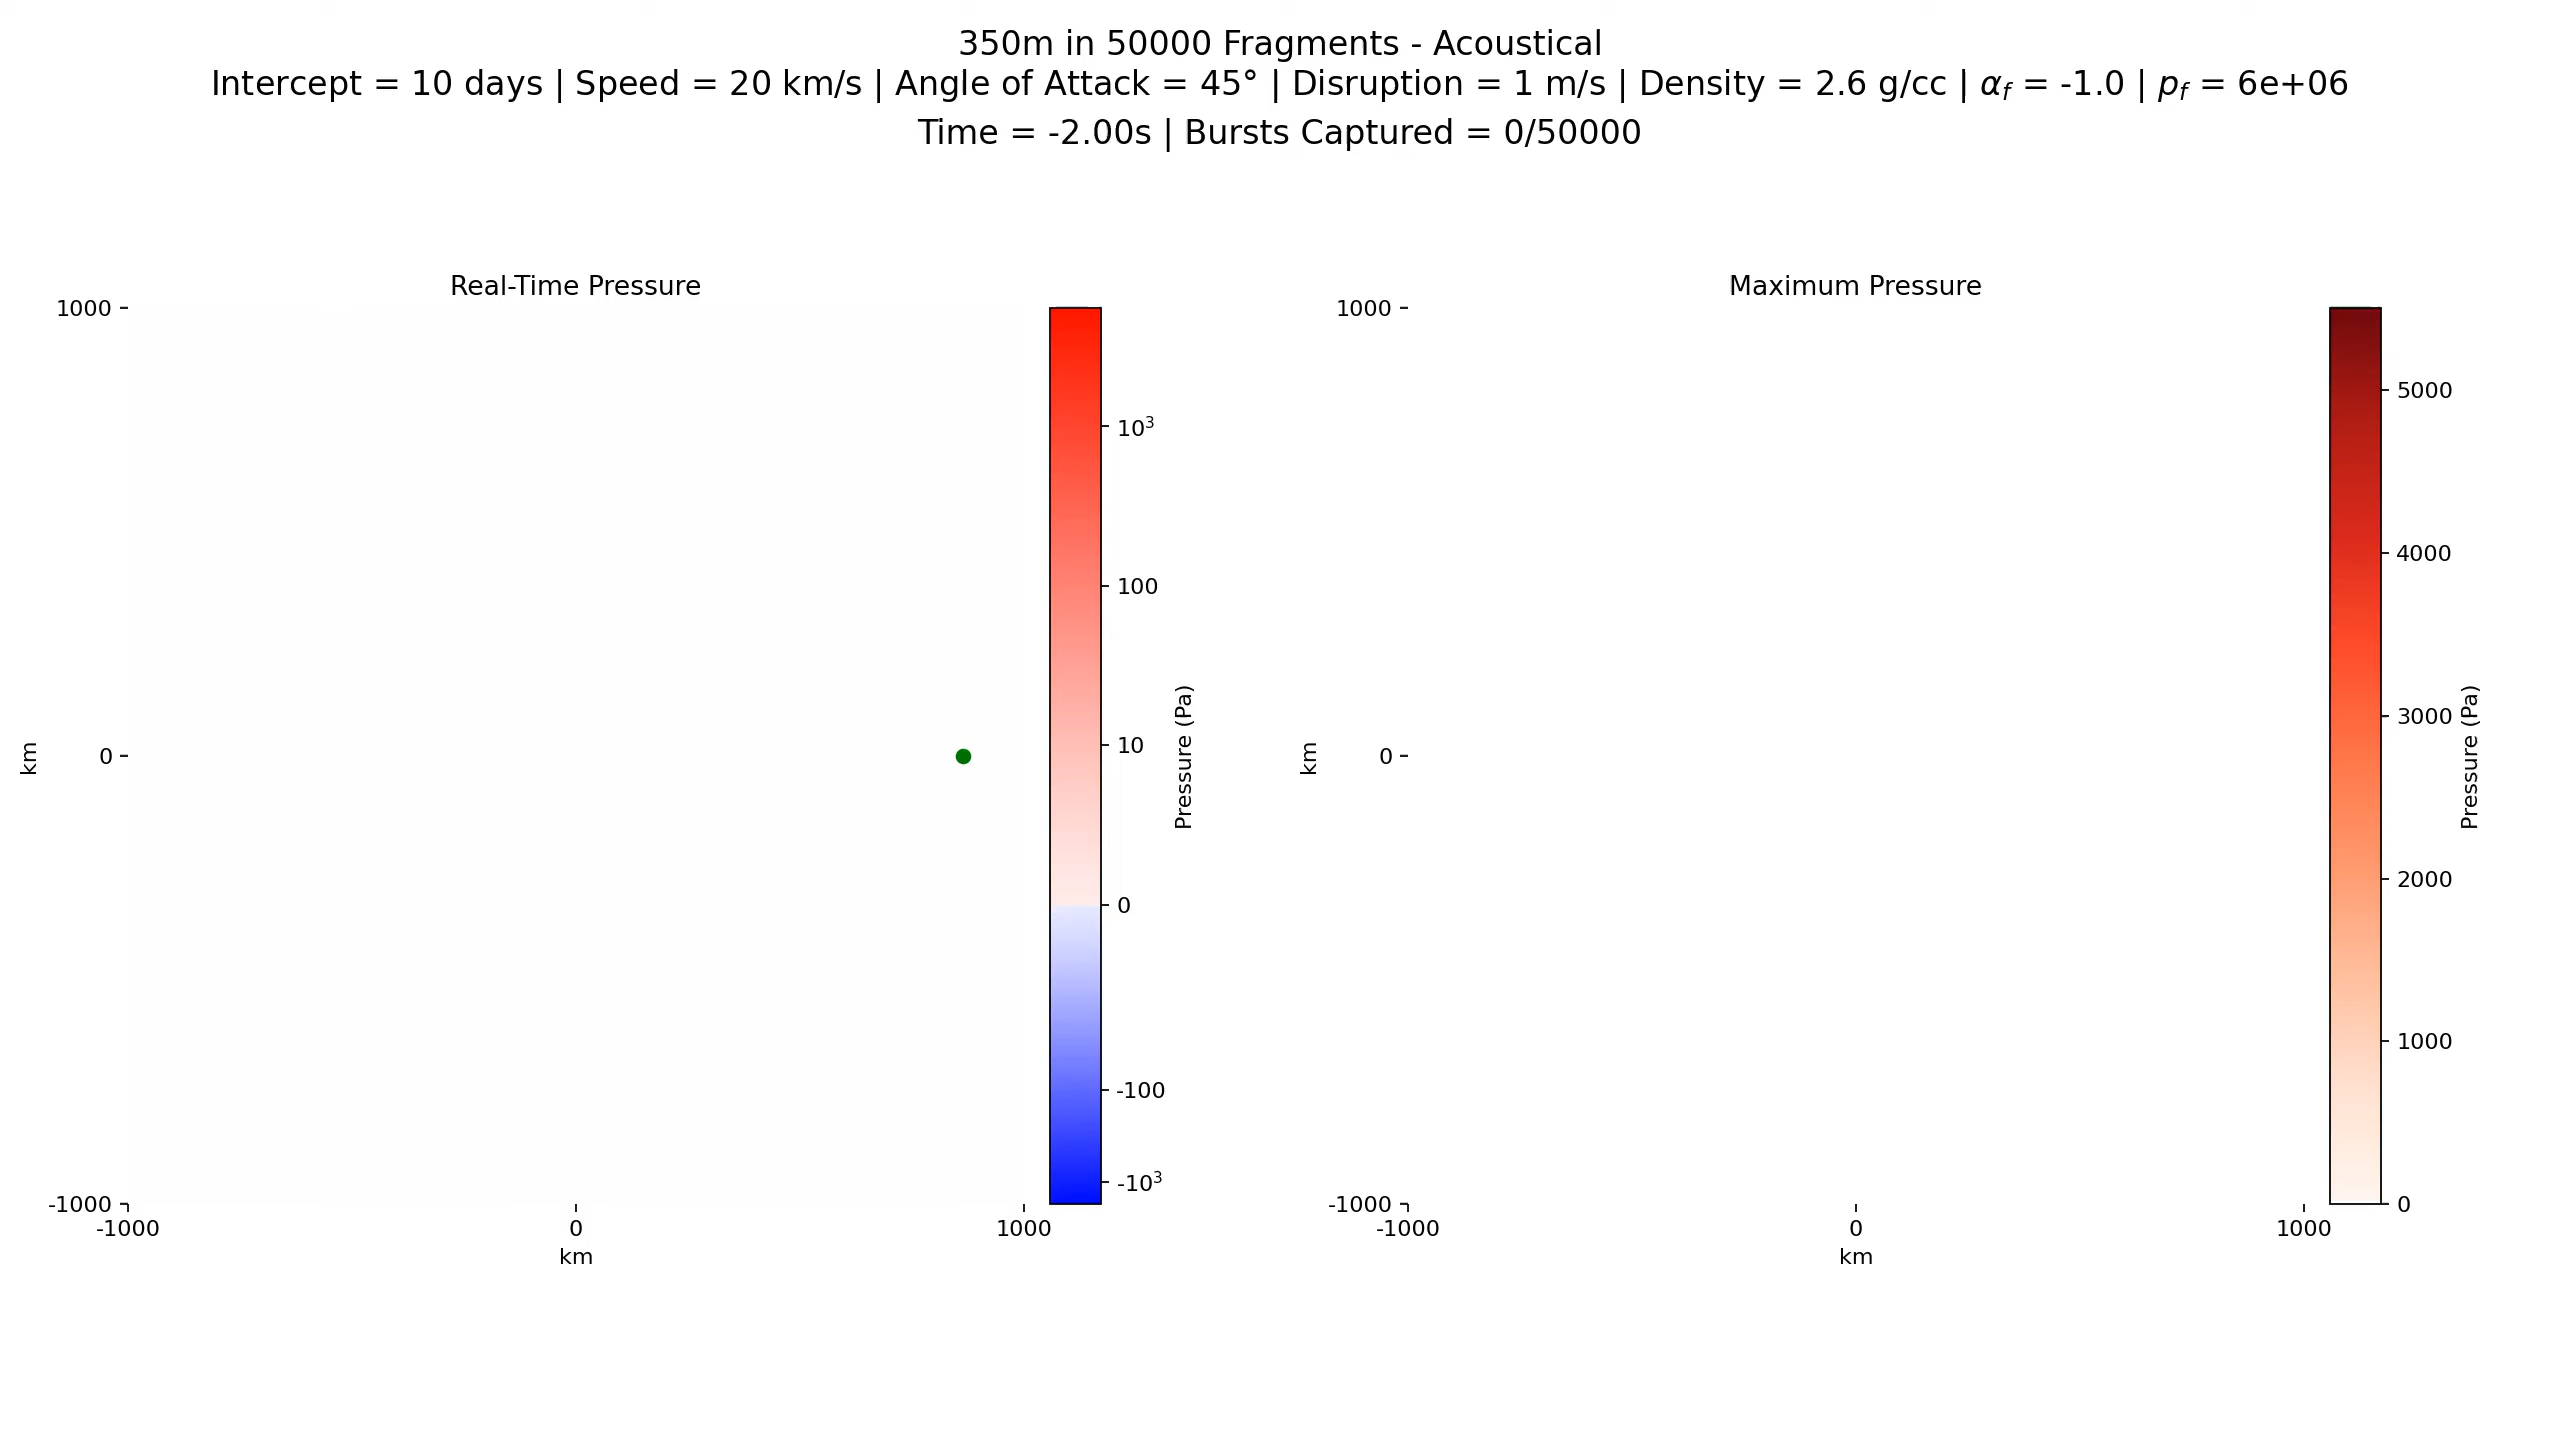 350m in 50000 Fragments - Acoustical
Intercept = 10 days | Speed = 20 km/s | Angle of Attack = 45° | Disruption = 1 m/s | Density = 2.6 g/cc | α_f = -1.0 | p_f = 6e+06
Time = -2.00s | Bursts Captured = 0/50000
Real-Time Pressure
1000
0
-1000
km
-1000
0
1000
km
10³
100
10
0
-100
-10³
Pressure (Pa)
Maximum Pressure
1000
0
-1000
km
-1000
0
1000
km
5000
4000
3000
2000
1000
0
Pressure (Pa)